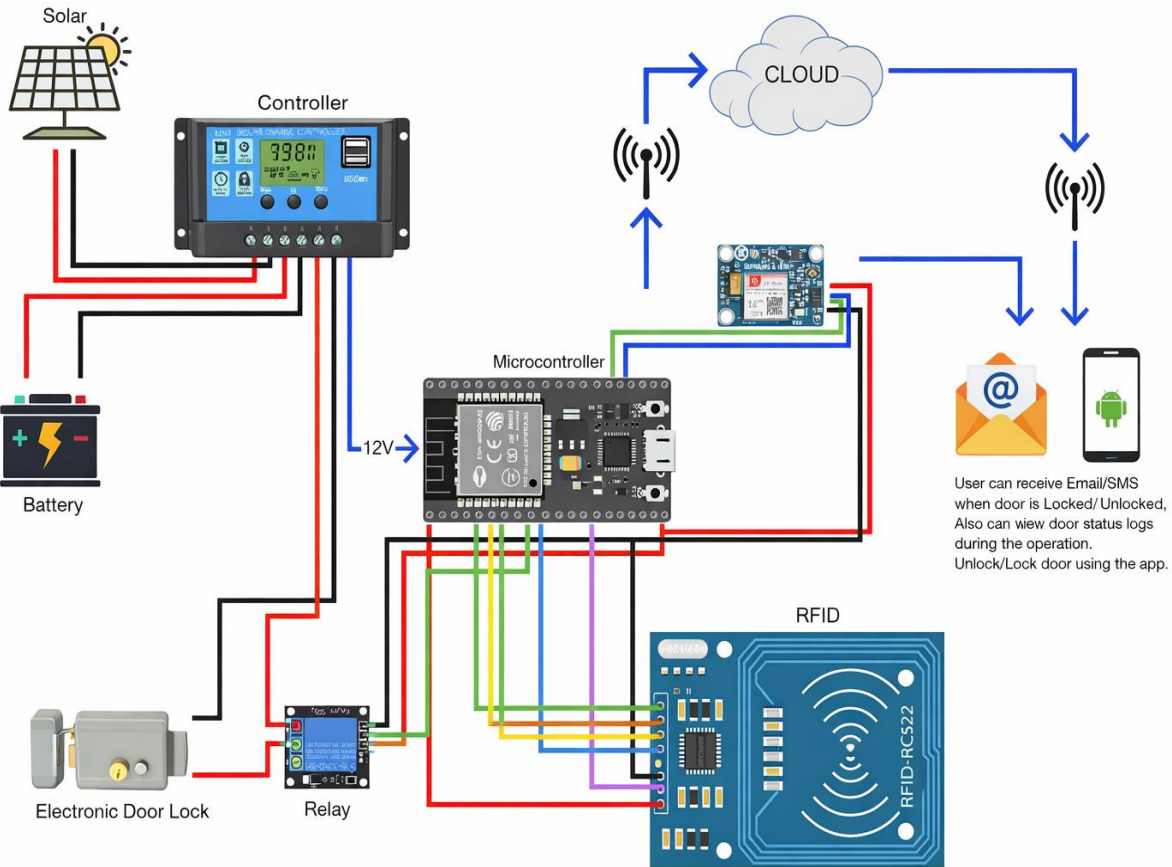 Solar
Controller
CLOUD
Microcontroller
12V
Battery
@
User can receive Email/SMS
when door is Locked/Unlocked,
Also can wiew door status logs
during the operation.
Unlock/Lock door using the app.
RFID
RFID-RC522
Electronic Door Lock
Relay